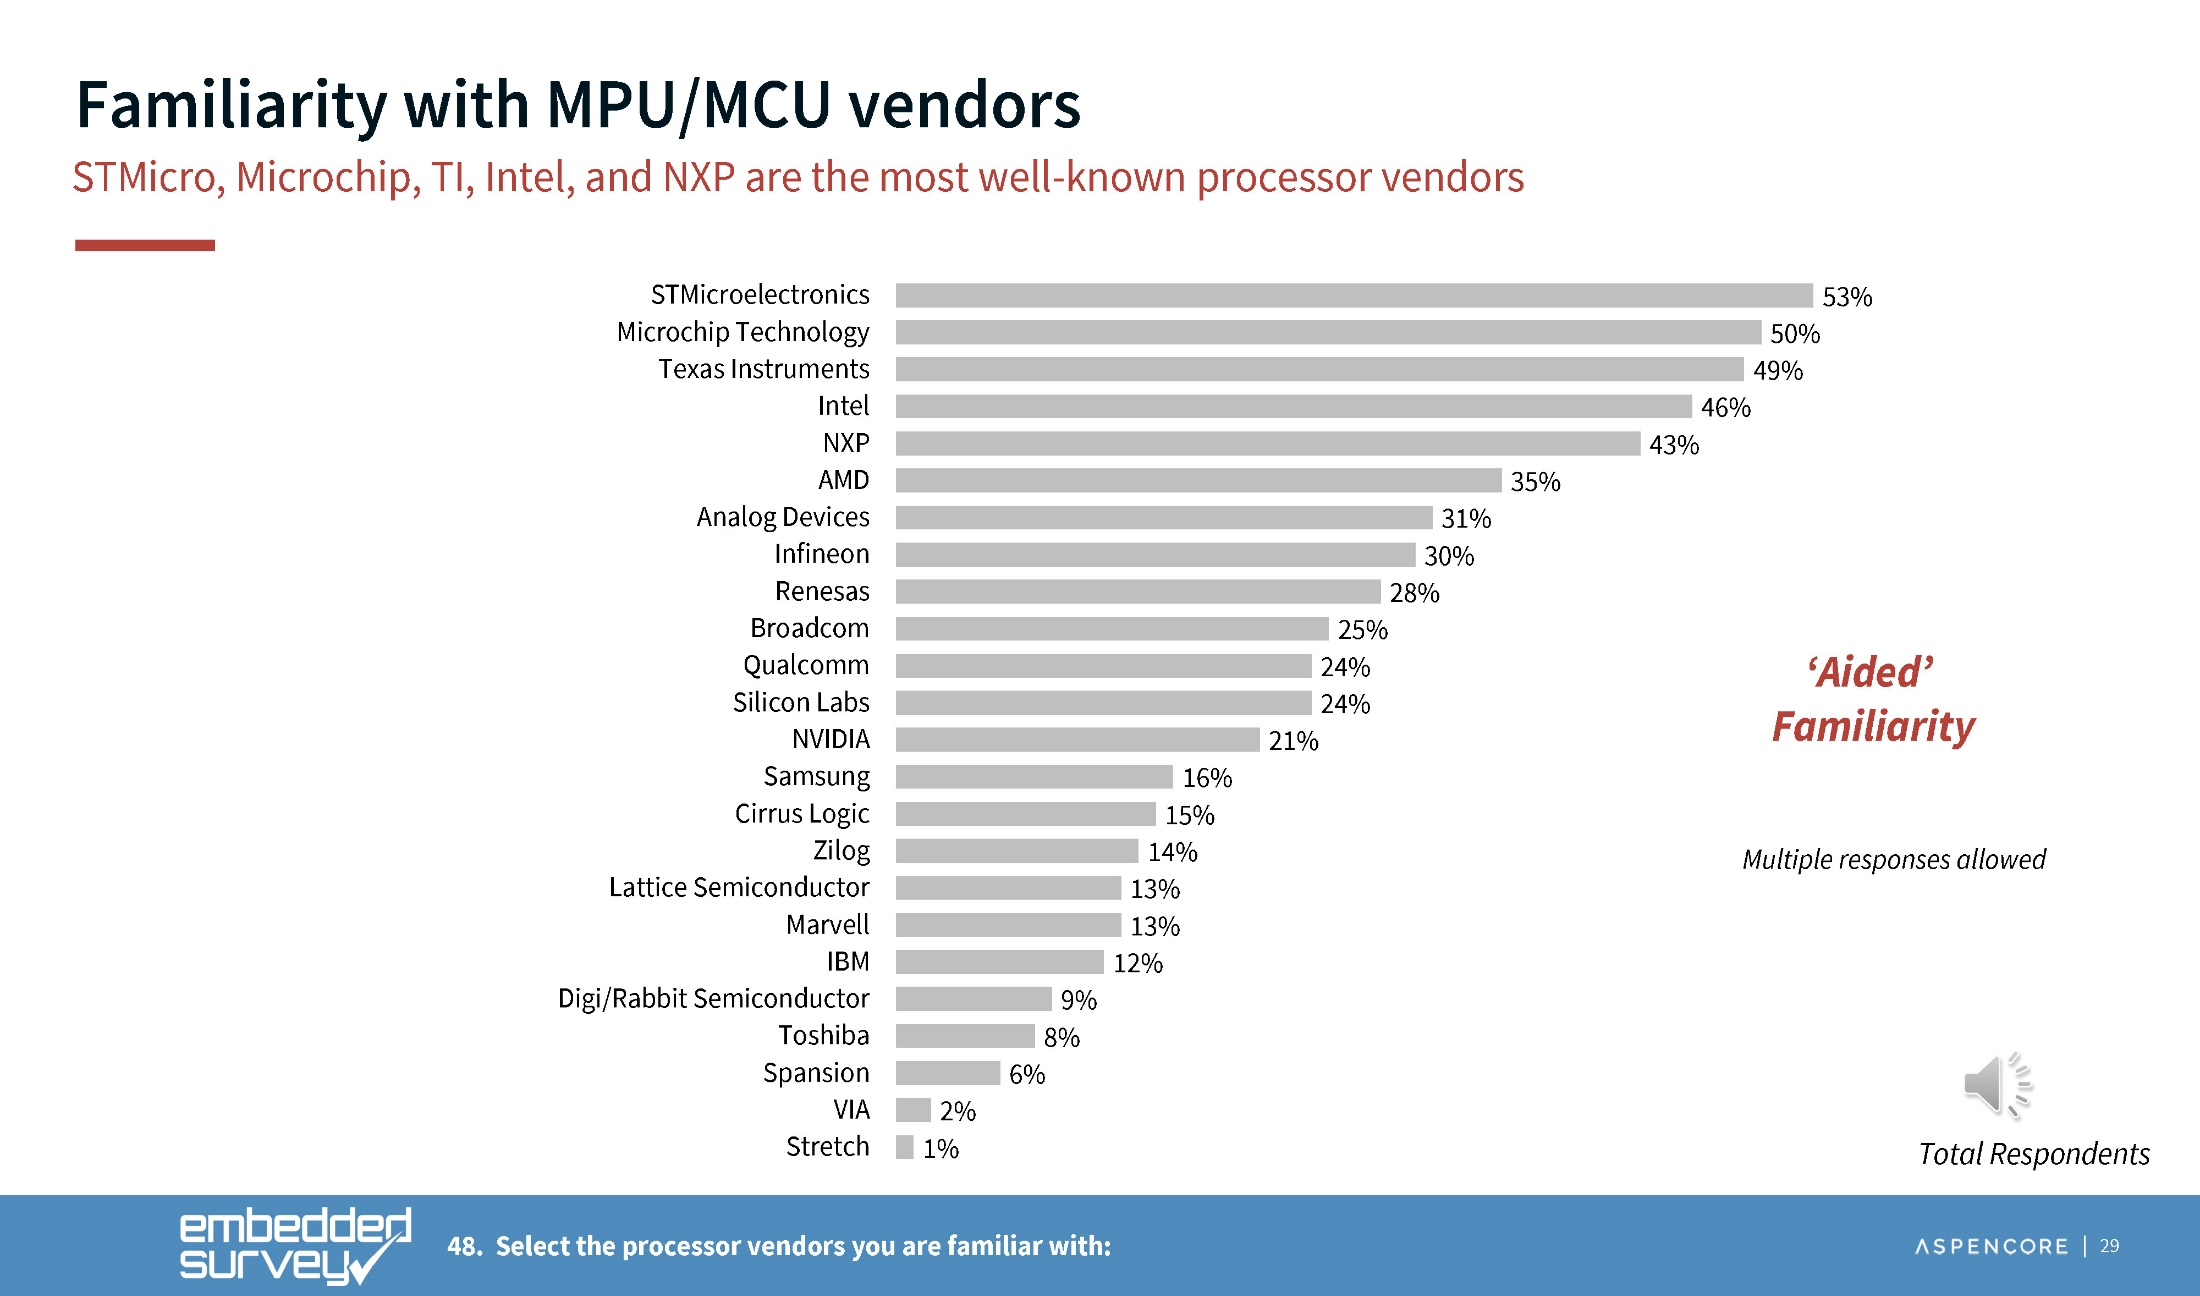 Familiarity with MPU/MCU vendors
STMicro, Microchip, TI, Intel, and NXP are the most well-known processor vendors
STMicroelectronics 53%
Microchip Technology 50%
Texas Instruments 49%
Intel 46%
NXP 43%
AMD 35%
Analog Devices 31%
Infineon 30%
Renesas 28%
Broadcom 25%
Qualcomm 24%
Silicon Labs 24%
NVIDIA 21%
Samsung 16%
Cirrus Logic 15%
Zilog 14%
Lattice Semiconductor 13%
Marvell 13%
IBM 12%
Digi/Rabbit Semiconductor 9%
Toshiba 8%
Spansion 6%
VIA 2%
Stretch 1%
‘Aided’
Familiarity
Multiple responses allowed
Total Respondents
embedded
survey
48. Select the processor vendors you are familiar with:
ASPENCORE | 29